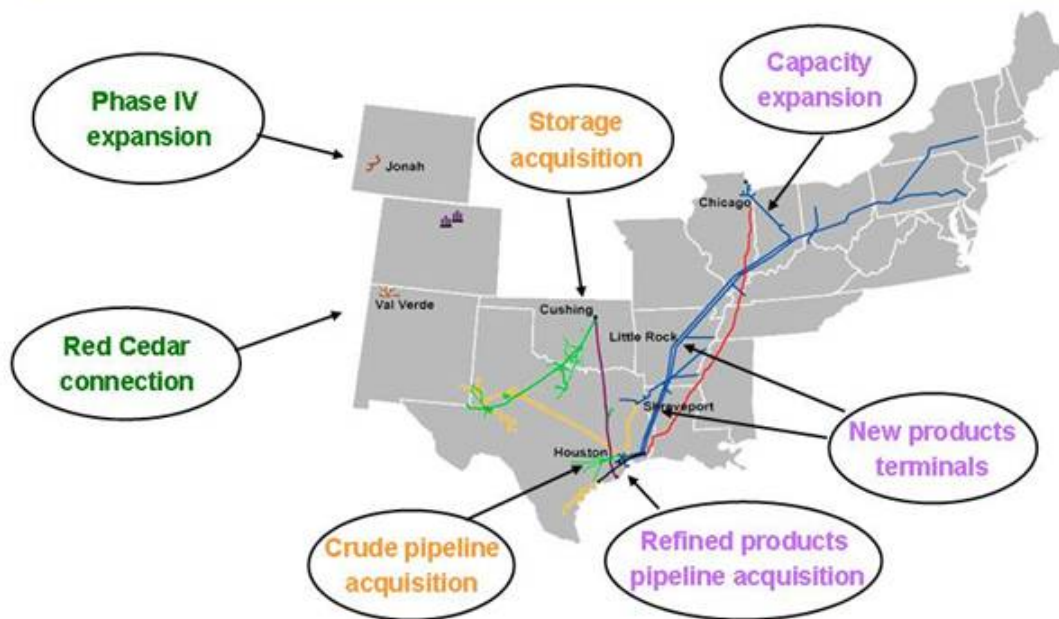 Phase IV
expansion
Storage
acquisition
Capacity
expansion
Jonah
Chicago
Val Verde
Cushing
Red Cedar
connection
Little Rock
Shreveport
New products
terminals
Houston
Crude pipeline
acquisition
Refined products
pipeline acquisition